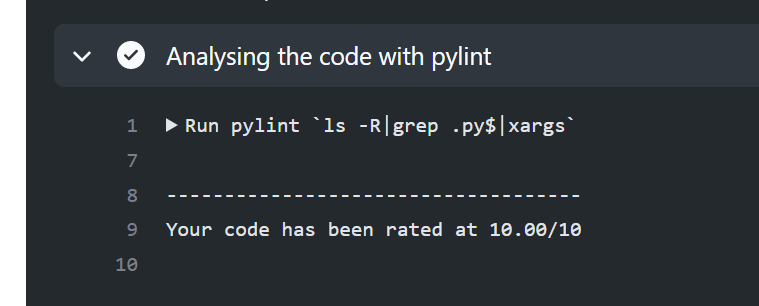 Analysing the code with pylint
1 ▶ Run pylint `ls -R|grep .py$|xargs`
7
8 ------------------------------------
9 Your code has been rated at 10.00/10
10